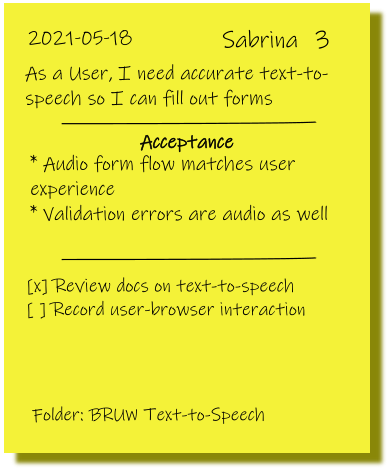 2021-05-18 Sabrina 3
As a User, I need accurate text-to-
speech so I can fill out forms
Acceptance
* Audio form flow matches user
experience
* Validation errors are audio as well
[x] Review docs on text-to-speech
[ ] Record user-browser interaction
Folder: BRUW Text-to-Speech